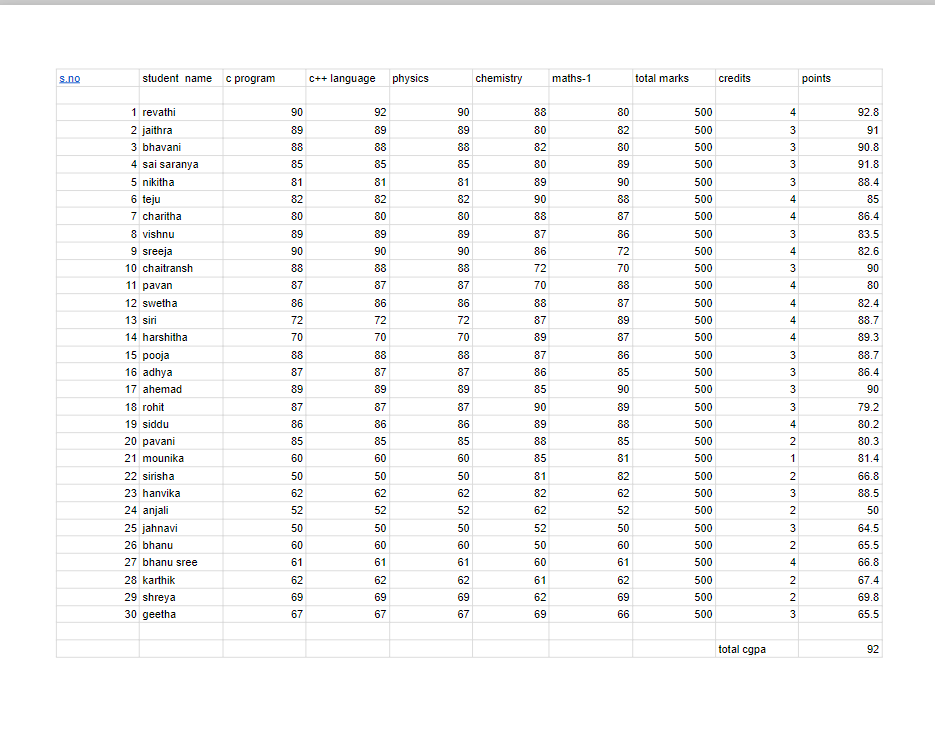 s.no student name c program c++ language physics chemistry maths-1 total marks credits points
1 revathi 90 92 90 88 80 500 4 92.8
2 jaithra 89 89 89 80 82 500 3 91
3 bhavani 88 88 88 82 80 500 3 90.8
4 sai saranya 85 85 85 80 89 500 3 91.8
5 nikitha 81 81 81 89 90 500 3 88.4
6 teju 82 82 82 90 88 500 4 85
7 charitha 80 80 80 88 87 500 4 86.4
8 vishnu 89 89 89 87 86 500 3 83.5
9 sreeja 90 90 90 86 72 500 4 82.6
10 chaitransh 88 88 88 72 70 500 3 90
11 pavan 87 87 87 70 88 500 4 80
12 swetha 86 86 86 88 87 500 4 82.4
13 siri 72 72 72 87 89 500 4 88.7
14 harshitha 70 70 70 89 87 500 4 89.3
15 pooja 88 88 88 87 86 500 3 88.7
16 adhya 87 87 87 86 85 500 3 86.4
17 ahemad 89 89 89 85 90 500 3 90
18 rohit 87 87 87 90 89 500 3 79.2
19 siddu 86 86 86 89 88 500 4 80.2
20 pavani 85 85 85 88 85 500 2 80.3
21 mounika 60 60 60 85 81 500 1 81.4
22 sirisha 50 50 50 81 82 500 2 66.8
23 hanvika 62 62 62 82 62 500 3 88.5
24 anjali 52 52 52 62 52 500 2 50
25 jahnavi 50 50 50 52 50 500 3 64.5
26 bhanu 60 60 60 50 60 500 2 65.5
27 bhanu sree 61 61 61 60 61 500 4 66.8
28 karthik 62 62 62 61 62 500 2 67.4
29 shreya 69 69 69 62 69 500 2 69.8
30 geetha 67 67 67 69 66 500 3 65.5
total cgpa 92